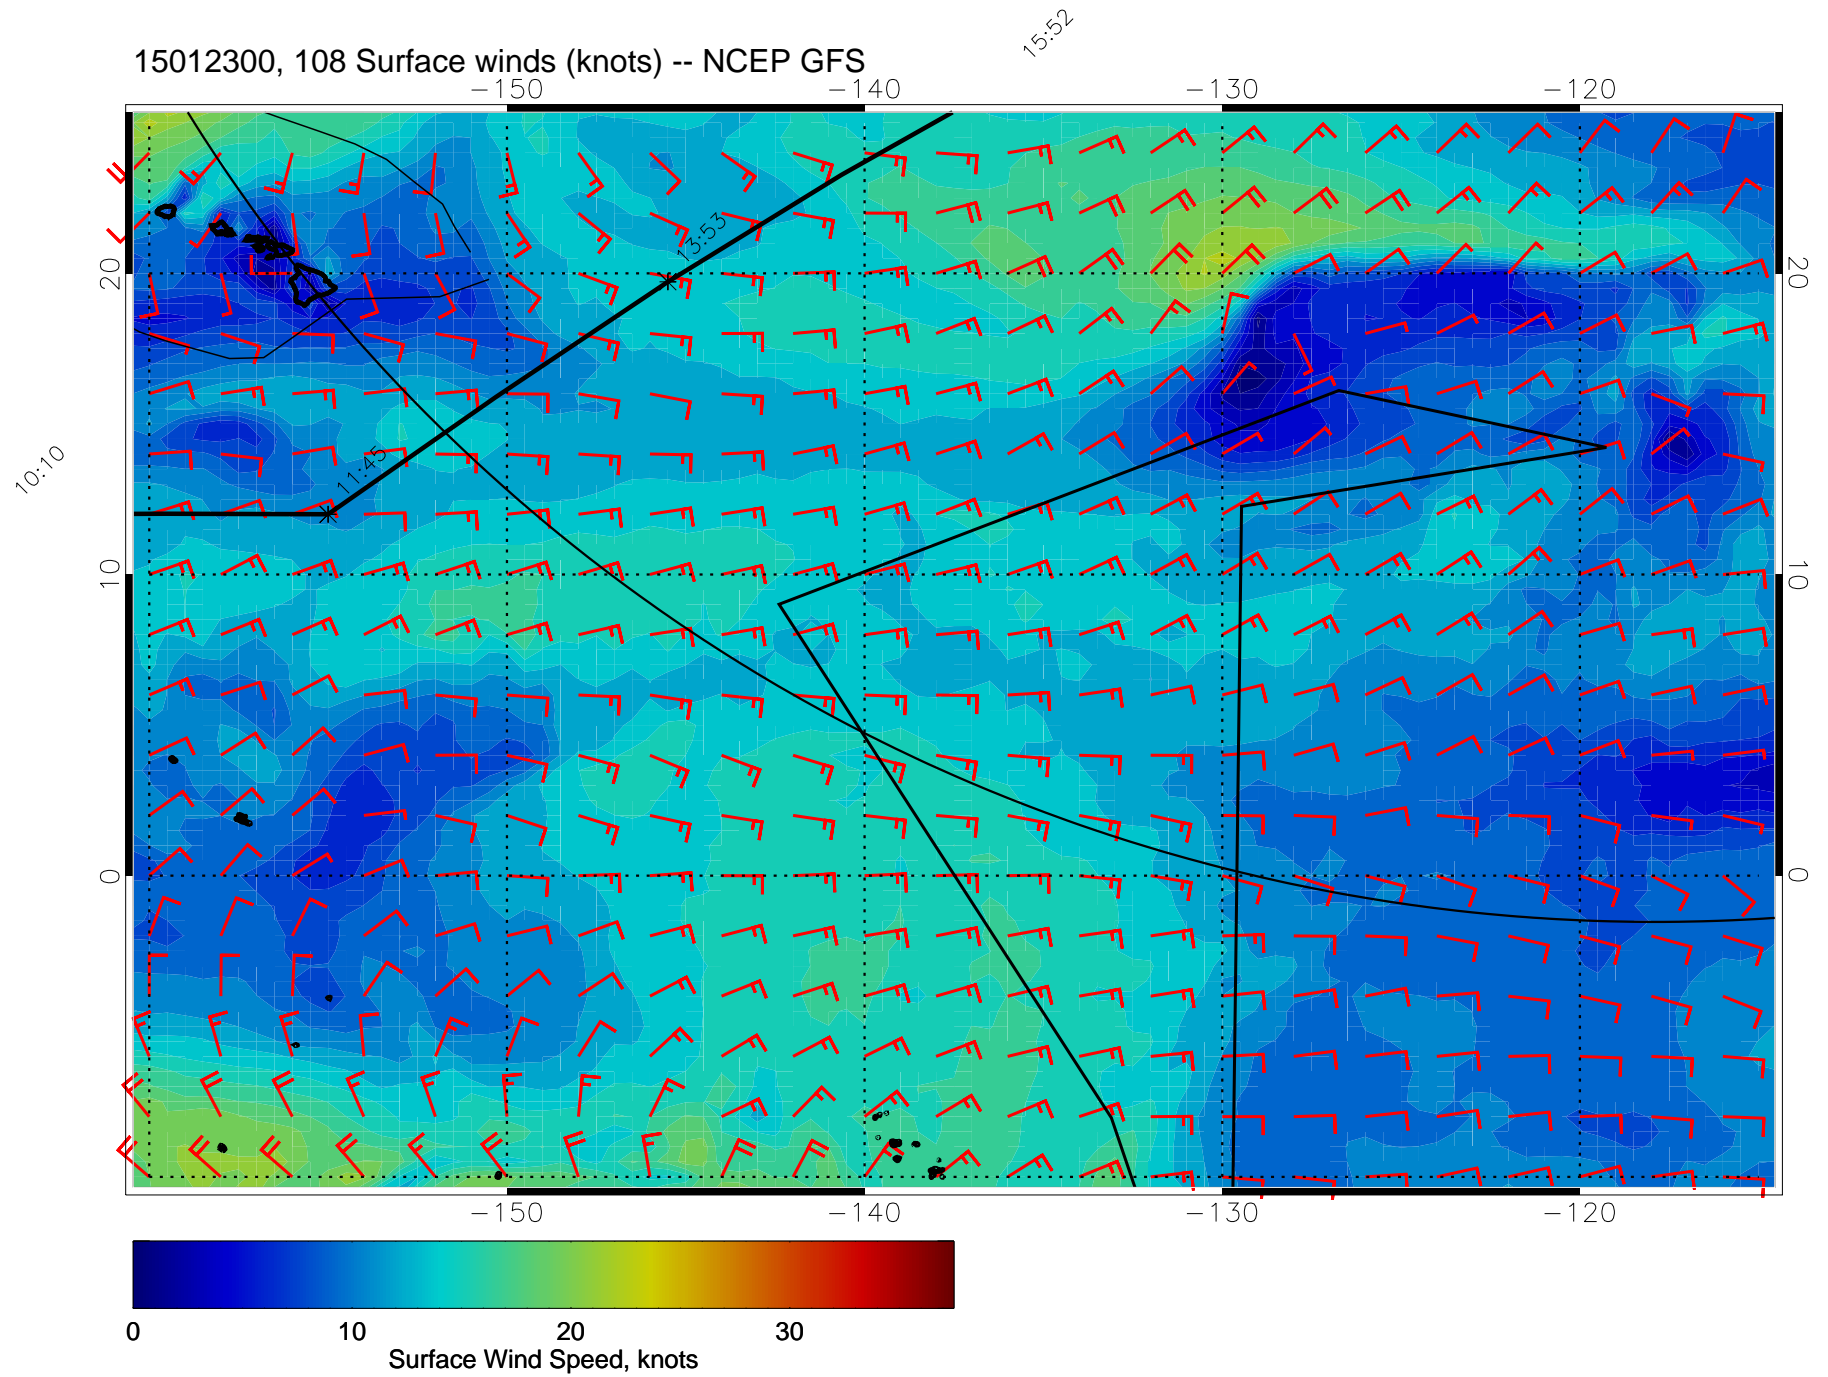 15:52
15012300, 108 Surface winds (knots) -- NCEP GFS
-150 -140 -130 -120
13:53
20 20
11:45
10:10
10 10
0 0
-150 -140 -130 -120
0 10 20 30
Surface Wind Speed, knots